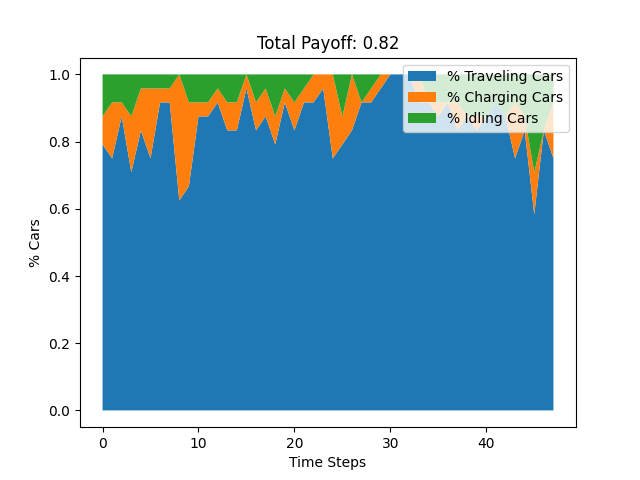 Total Payoff: 0.82
1.0
0.8
0.6
0.4
0.2
0.0
% Cars
% Traveling Cars
% Charging Cars
% Idling Cars
0 10 20 30 40
Time Steps